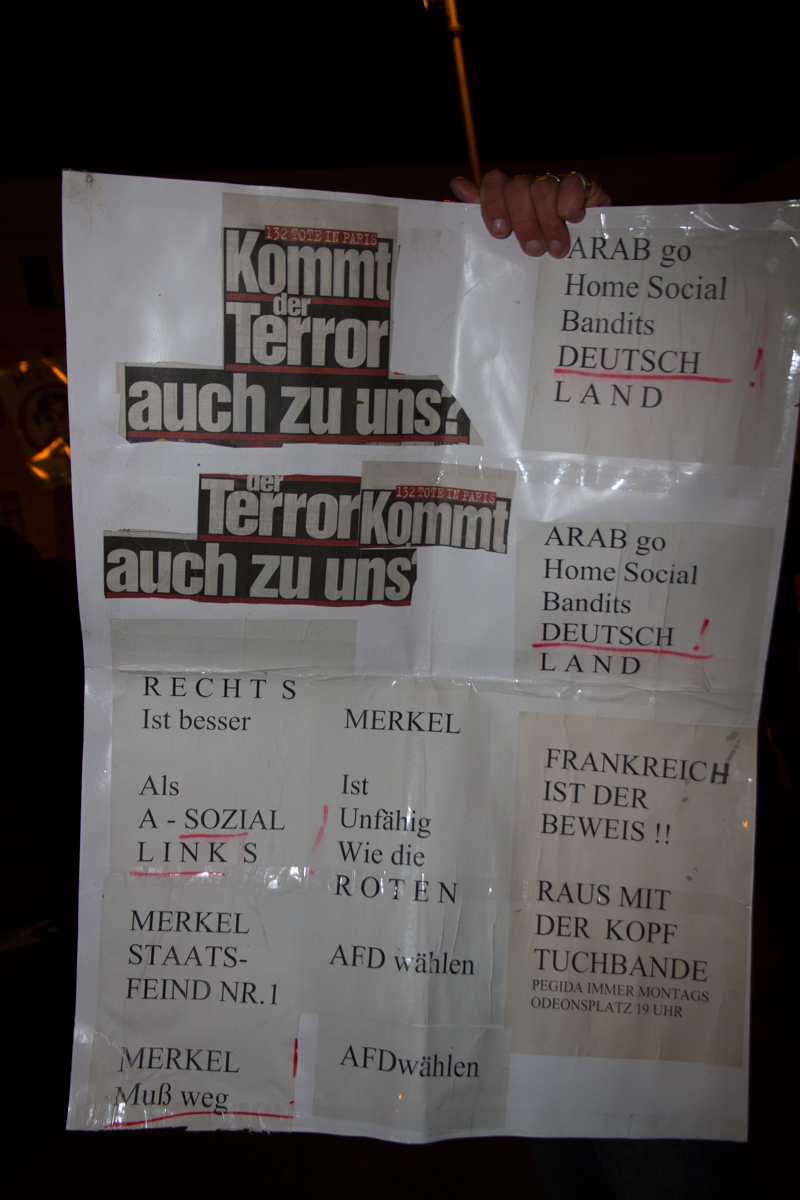 132 TOTE IN PARIS
Kommt
der
Terror
auch zu uns?
der
Terror
132 TOTE IN PARIS
Kommt
auch zu uns
RECHTS
Ist besser
Als
A - SOZIAL
LINKS
MERKEL
STAATS-
FEIND NR.1
MERKEL
Muß weg
MERKEL
Ist
Unfähig
Wie die
ROTEN
AFD wählen
AFDwählen
ARAB go
Home Social
Bandits
DEUTSCH !
LAND
ARAB go
Home Social
Bandits
DEUTSCH !
LAND
FRANKREICH
IST DER
BEWEIS !!
RAUS MIT
DER KOPF
TUCHBANDE
PEGIDA IMMER MONTAGS
ODEONSPLATZ 19 UHR